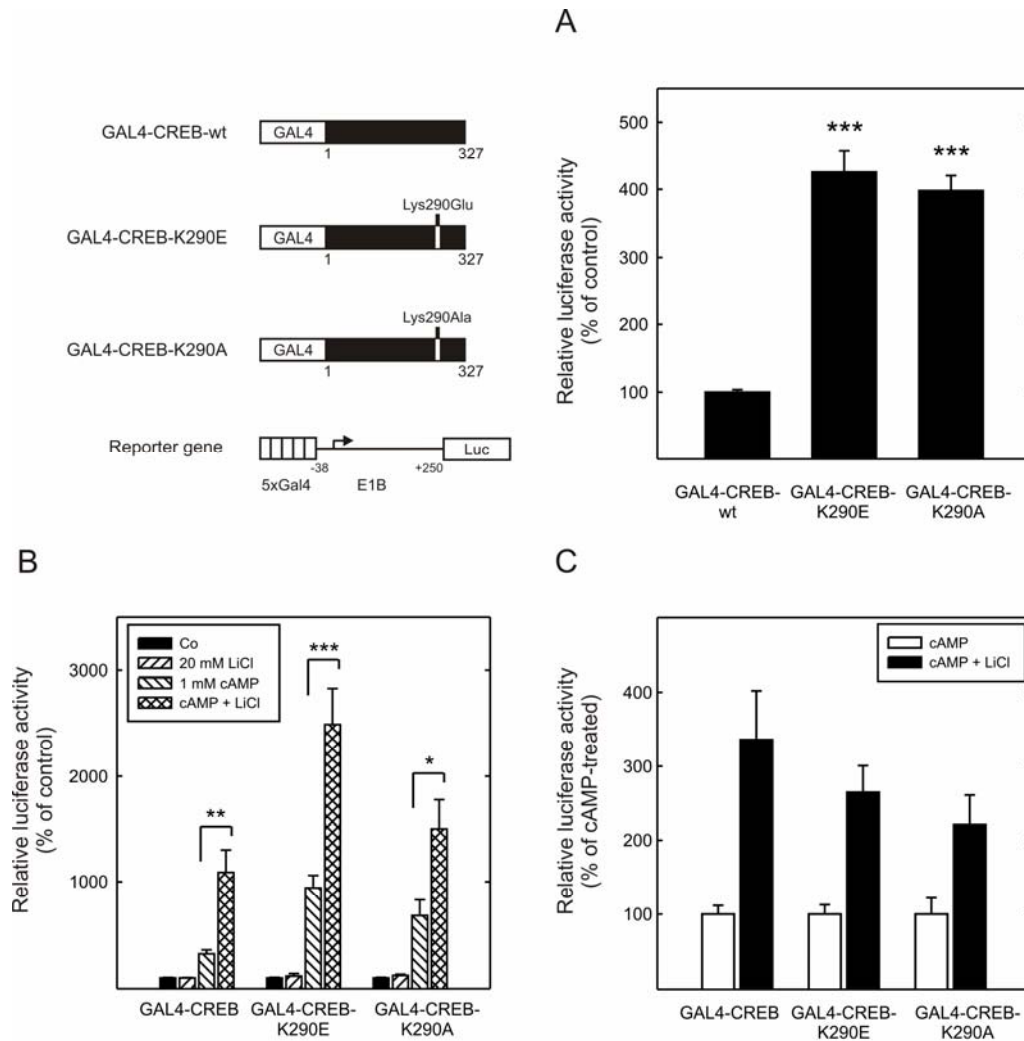 GAL4-CREB-wt
GAL4
1
327
Lys290Glu
GAL4-CREB-K290E
GAL4
1
327
Lys290Ala
GAL4-CREB-K290A
GAL4
1
327
Reporter gene
Luc
-38
+250
5xGal4
E1B
A
Relative luciferase activity
(% of control)
500
400
300
200
100
***
***
GAL4-CREB-
wt
GAL4-CREB-
K290E
GAL4-CREB-
K290A
B
Relative luciferase activity
(% of control)
3000
2000
1000
Co
20 mM LiCl
1 mM cAMP
cAMP + LiCl
**
***
*
GAL4-CREB
GAL4-CREB-
K290E
GAL4-CREB-
K290A
C
Relative luciferase activity
(% of cAMP-treated)
400
300
200
100
0
cAMP
cAMP + LiCl
GAL4-CREB
GAL4-CREB-
K290E
GAL4-CREB-
K290A